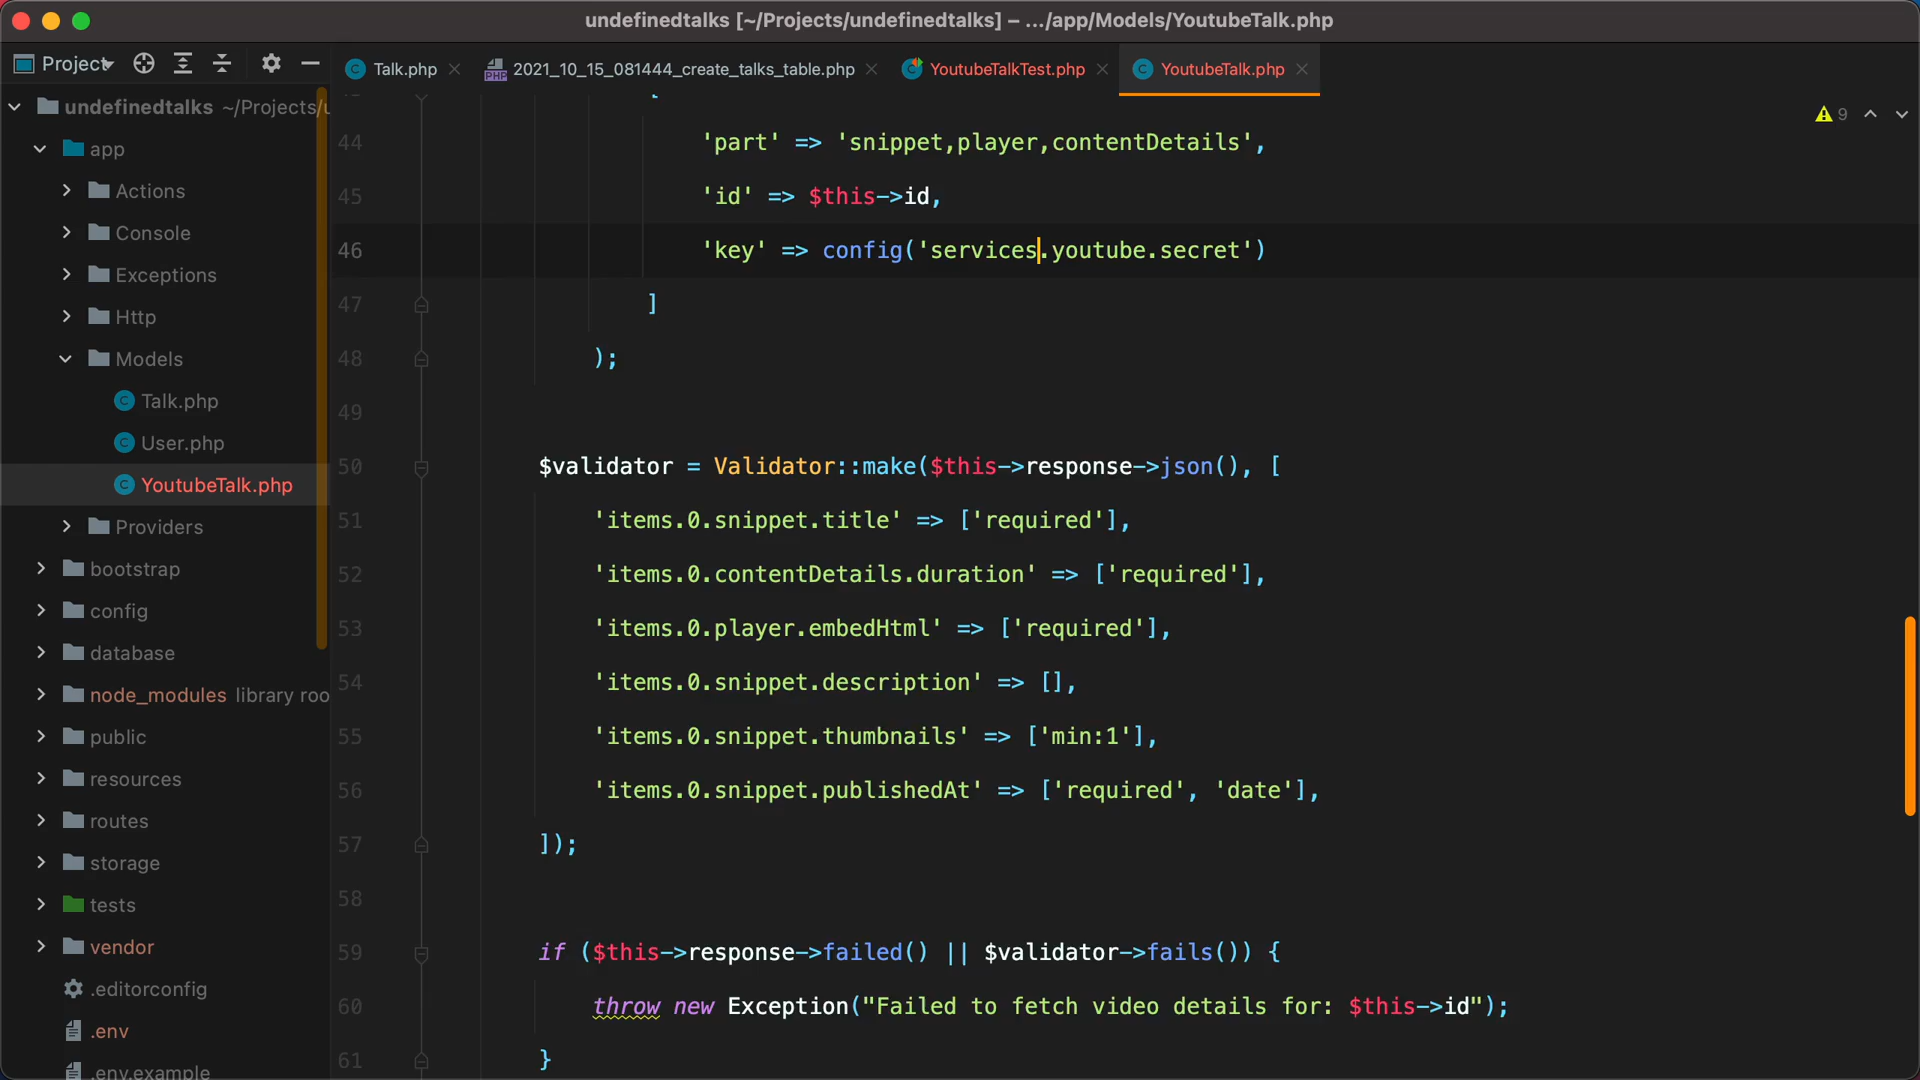 undefinedtalks [~/Projects/undefinedtalks] – .../app/Models/YoutubeTalk.php
Project
Talk.php
2021_10_15_081444_create_talks_table.php
YoutubeTalkTest.php
YoutubeTalk.php
undefinedtalks ~/Projects/u
app
Actions
Console
Exceptions
Http
Models
Talk.php
User.php
YoutubeTalk.php
Providers
bootstrap
config
database
node_modules library roo
public
resources
routes
storage
tests
vendor
.editorconfig
.env
.env.example
9
44 'part' => 'snippet,player,contentDetails',
45 'id' => $this->id,
46 'key' => config('services.youtube.secret')
47 ]
48 );
49
50 $validator = Validator::make($this->response->json(), [
51 'items.0.snippet.title' => ['required'],
52 'items.0.contentDetails.duration' => ['required'],
53 'items.0.player.embedHtml' => ['required'],
54 'items.0.snippet.description' => [],
55 'items.0.snippet.thumbnails' => ['min:1'],
56 'items.0.snippet.publishedAt' => ['required', 'date'],
57 ]);
58
59 if ($this->response->failed() || $validator->fails()) {
60 throw new Exception("Failed to fetch video details for: $this->id");
61 }